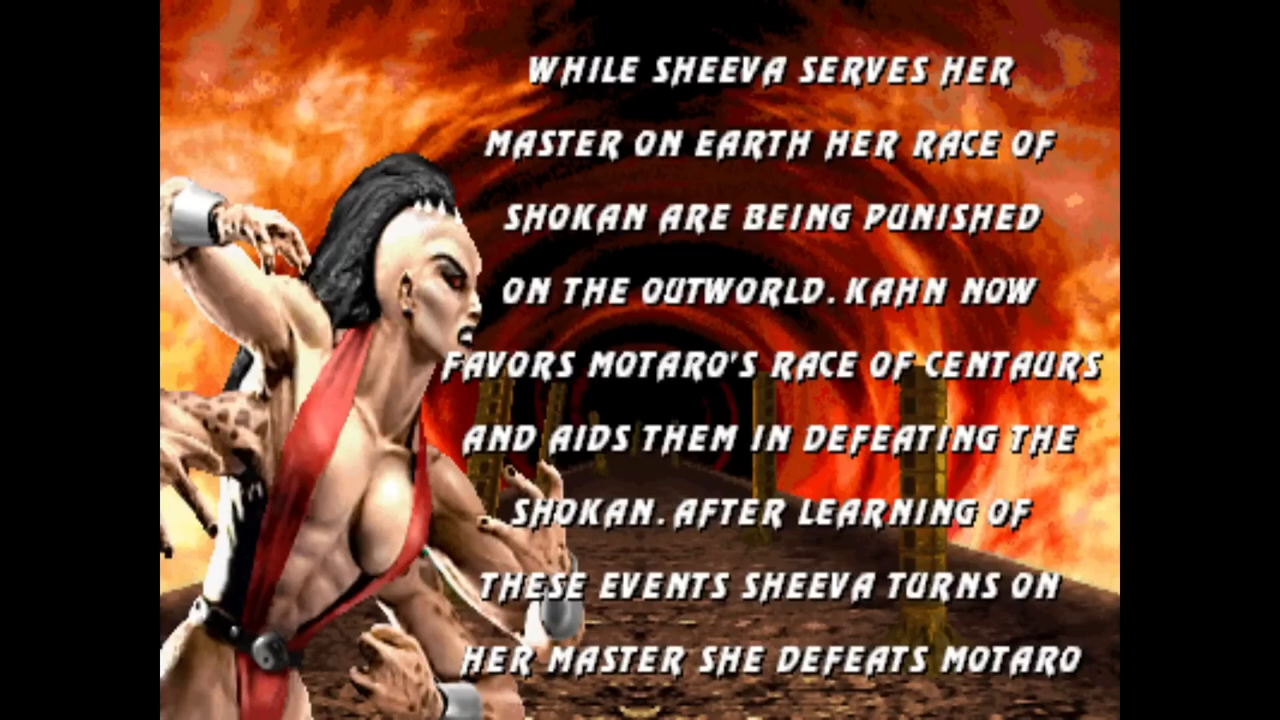 WHILE SHEEVA SERVES HER
MASTER ON EARTH HER RACE OF
SHOKAN ARE BEING PUNISHED
ON THE OUTWORLD. KAHN NOW
FAVORS MOTARO'S RACE OF CENTAURS
AND AIDS THEM IN DEFEATING THE
SHOKAN. AFTER LEARNING OF
THESE EVENTS SHEEVA TURNS ON
HER MASTER SHE DEFEATS MOTARO